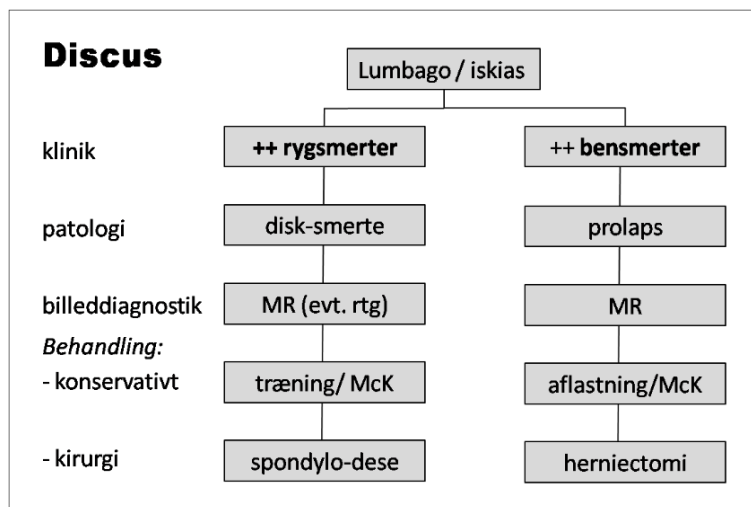 Discus
Lumbago / iskias
klinik ++ rygsmerter ++ bensmerter
patologi disk-smerte prolaps
billeddiagnostik MR (evt. rtg) MR
Behandling:
- konservativt træning/ McK aflastning/McK
- kirurgi spondylo-dese herniectomi